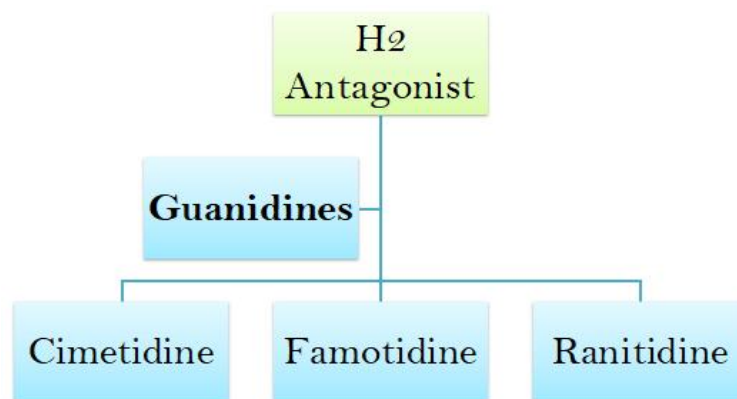 H2
Antagonist
Guanidines
Cimetidine
Famotidine
Ranitidine